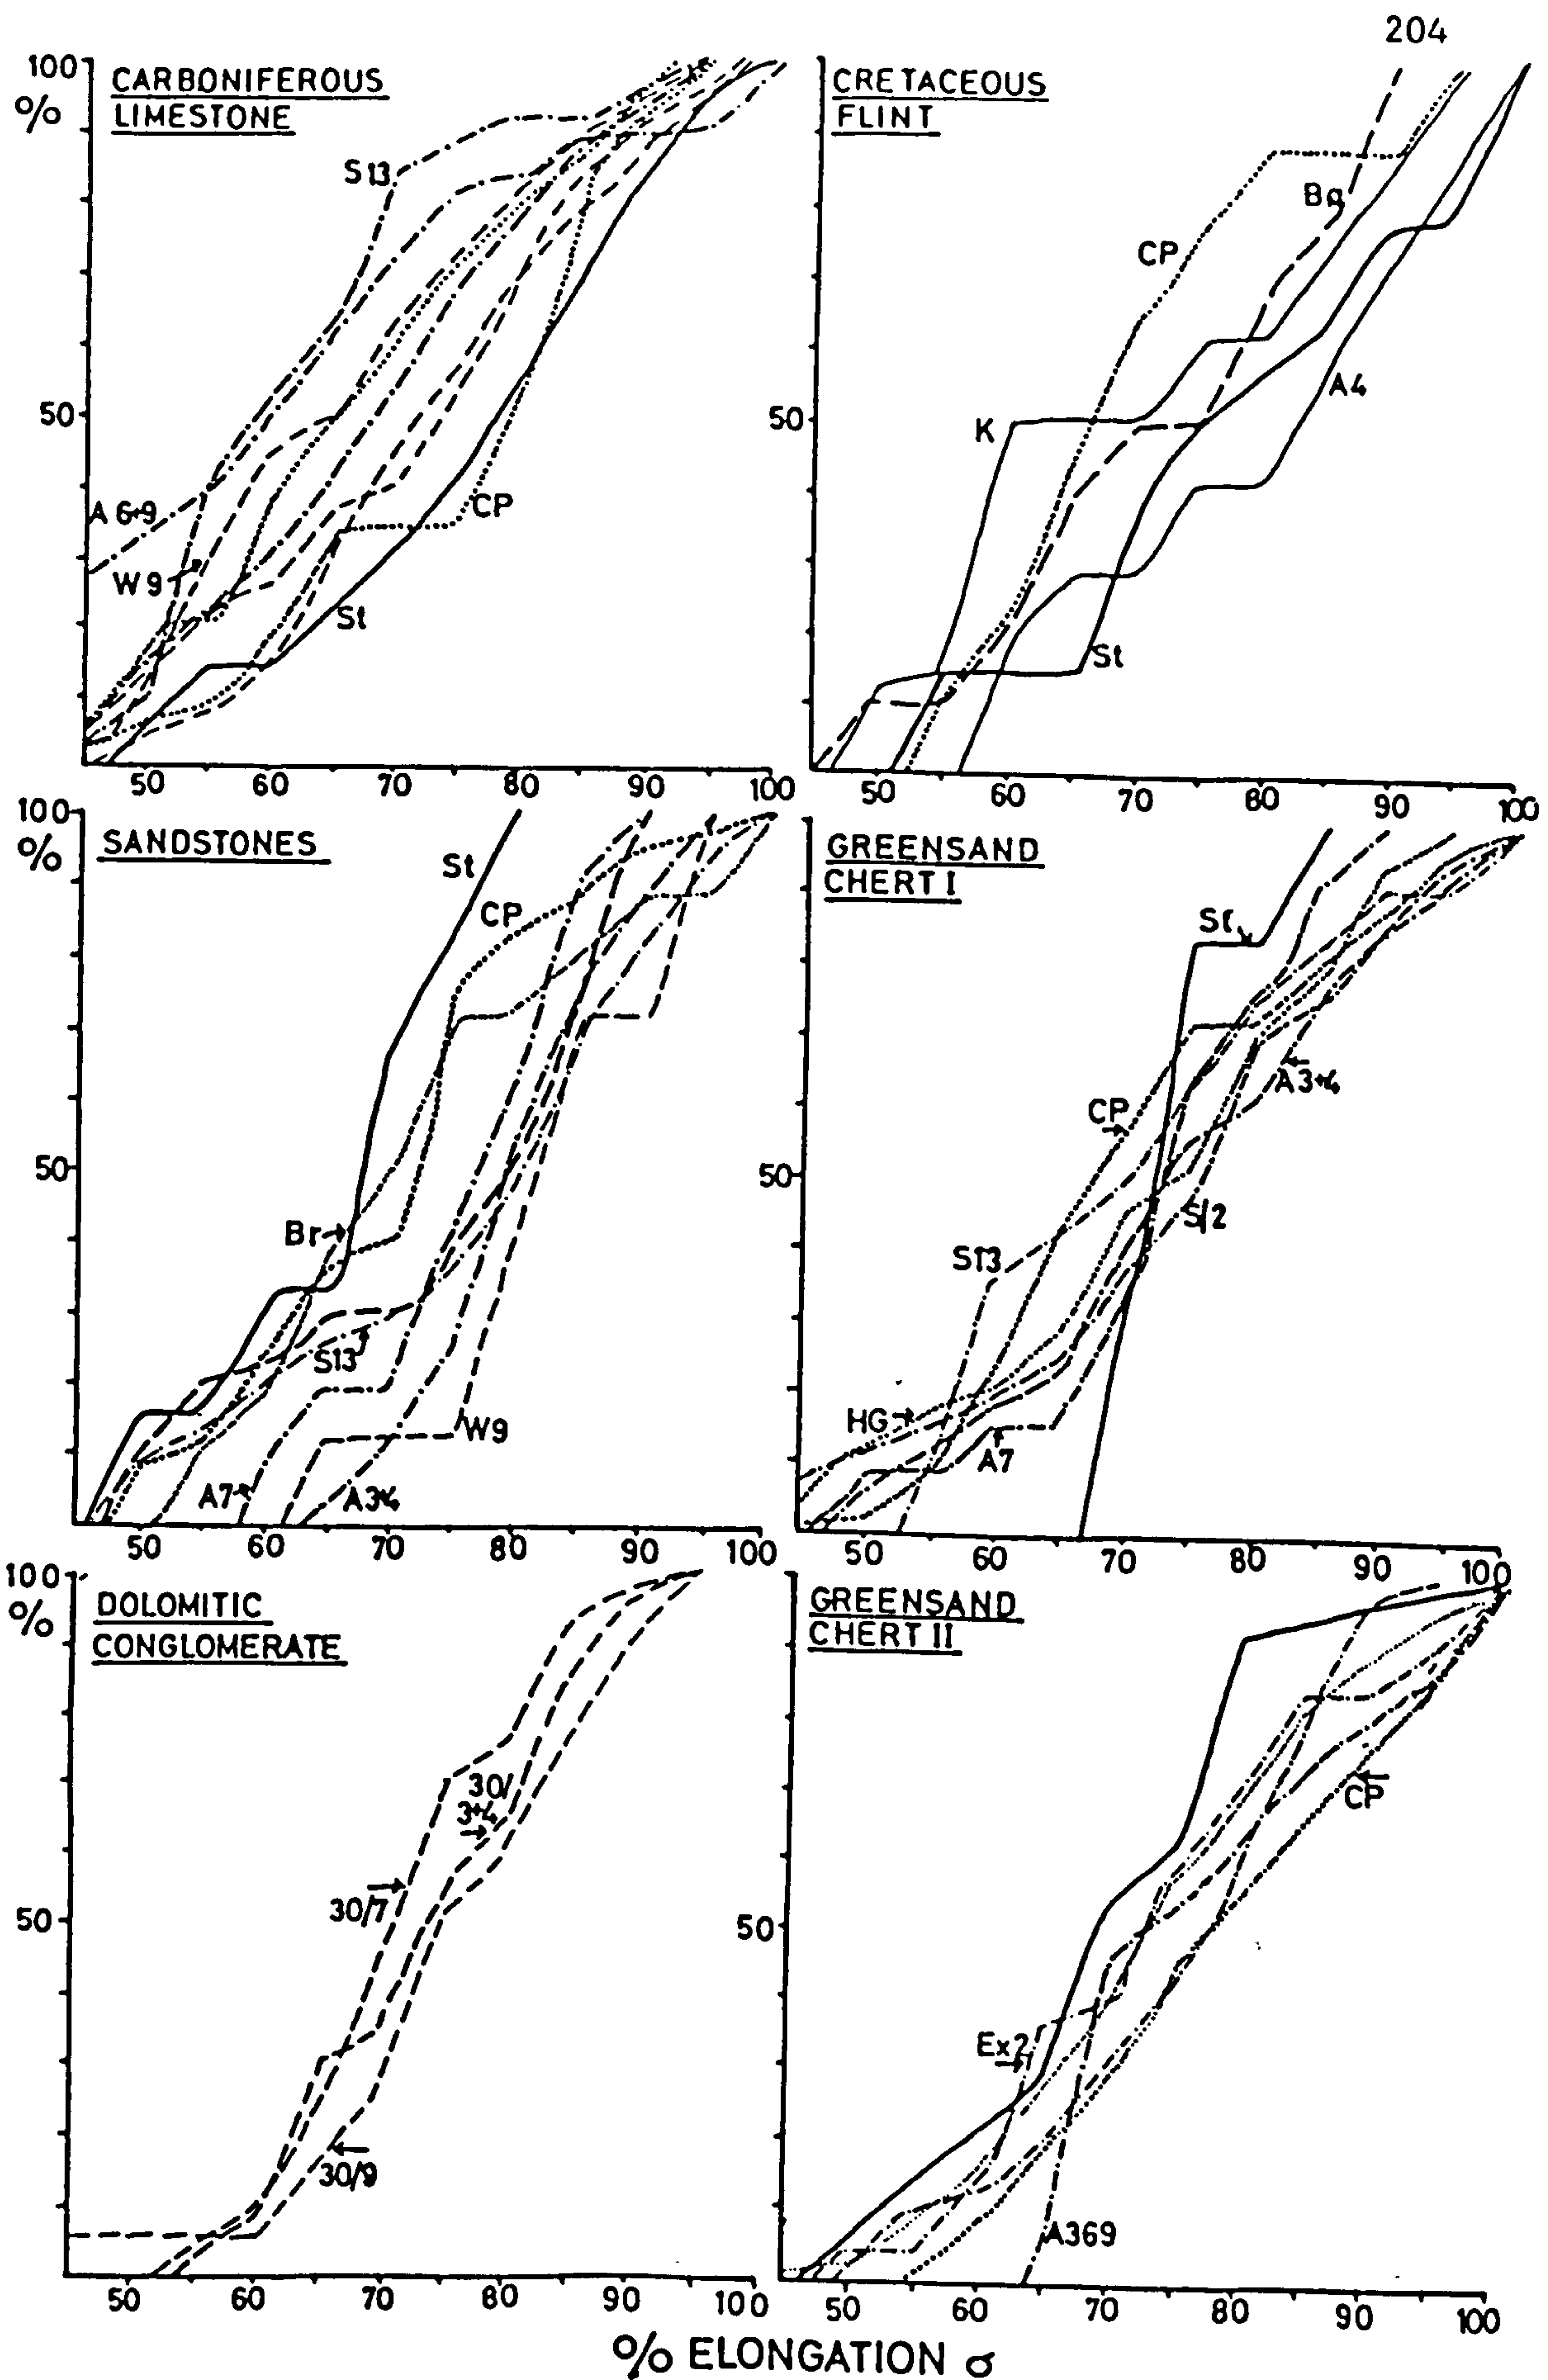 204
100
%
CARBONIFEROUS
LIMESTONE
S13
50
A 6+9
W9
St
CP
50 60 70 80 90 100
CRETACEOUS
FLINT
CP
K
A4
50
St
50 60 70 80 90 100
100
%
SANDSTONES
St
CP
50
Br
S13
A7
W9
A3+4
50 60 70 80 90 100
GREENSAND
CHERT I
CP
A3+4
50
S13
HG
A7
50 60 70 80 90 100
100
%
DOLOMITIC
CONGLOMERATE
30/
3+4
30/7
50
30/9
50 60 70 80 90 100
GREENSAND
CHERT II
CP
50
Ex2
A369
50 60 70 80 90 100
% ELONGATION σ